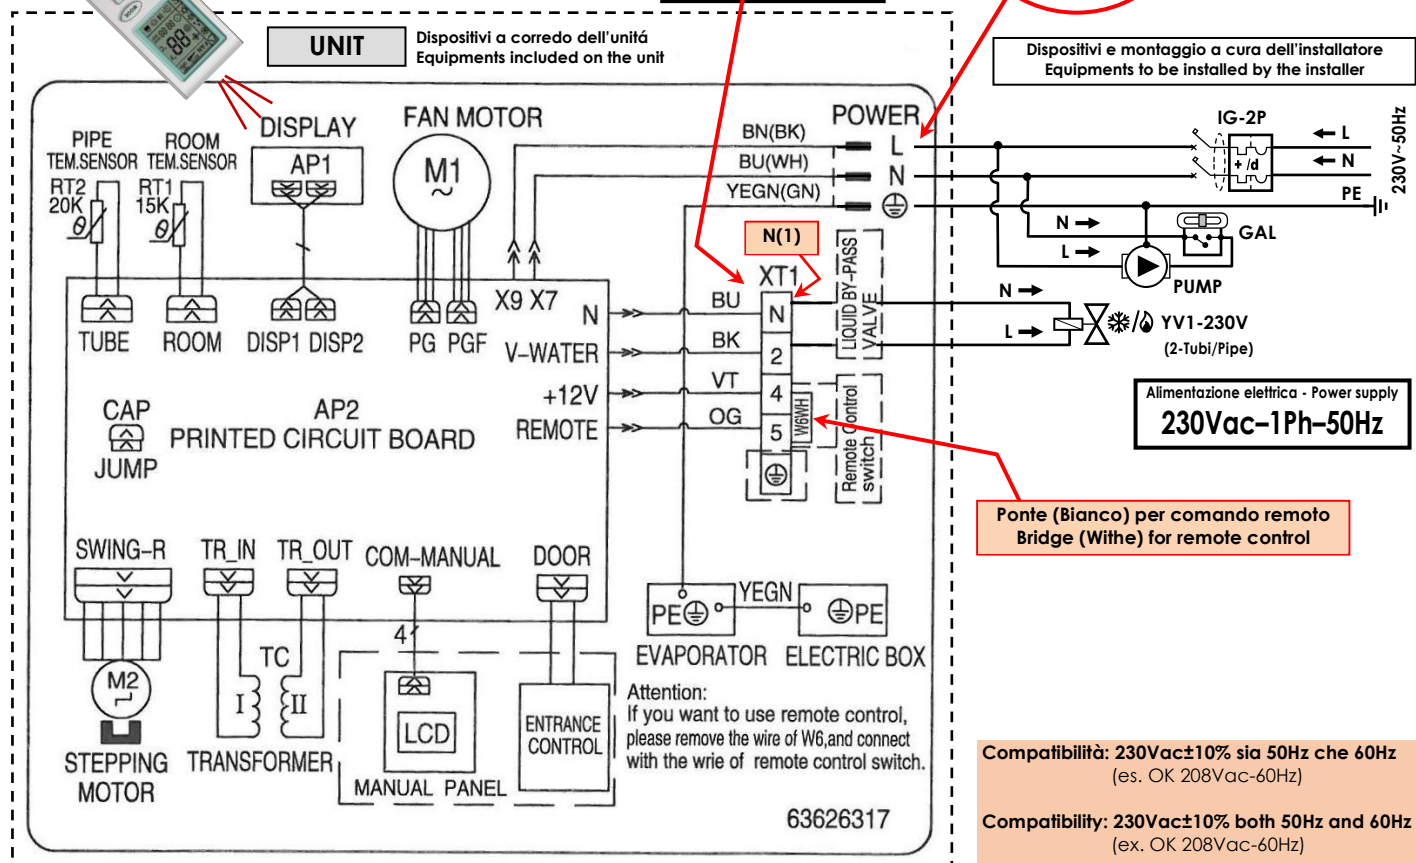 UNIT
Dispositivi a corredo dell'unitá
Equipments included on the unit
Dispositivi e montaggio a cura dell'installatore
Equipments to be installed by the installer
PIPE
TEM.SENSOR
ROOM
TEM.SENSOR
DISPLAY
FAN MOTOR
POWER
RT2
20K
θ
RT1
15K
θ
AP1
M1
~
BN(BK)
L
BU(WH)
N
YEGN(GN)
IG-2P
+ /d
L
N
PE
230V~50Hz
N
L
GAL
PUMP
N(1)
XT1
LIQUID BY-PASS
VALVE
N
L
YV1-230V
(2-Tubi/Pipe)
TUBE
ROOM
DISP1 DISP2
PG PGF
X9 X7
N
BU
N
V-WATER
BK
2
+12V
VT
4
REMOTE
OG
5
W6WH
Remote Control
switch
CAP
JUMP
AP2
PRINTED CIRCUIT BOARD
Alimentazione elettrica - Power supply
230Vac–1Ph–50Hz
Ponte (Bianco) per comando remoto
Bridge (Withe) for remote control
SWING-R
TR_IN
TR_OUT
COM-MANUAL
DOOR
4
M2
TC
I
II
STEPPING
MOTOR
TRANSFORMER
LCD
MANUAL PANEL
ENTRANCE
CONTROL
PE
YEGN
PE
EVAPORATOR
ELECTRIC BOX
Attention:
If you want to use remote control,
please remove the wire of W6,and connect
with the wrie of remote control switch.
63626317
Compatibilità: 230Vac±10% sia 50Hz che 60Hz
(es. OK 208Vac-60Hz)
Compatibility: 230Vac±10% both 50Hz and 60Hz
(ex. OK 208Vac-60Hz)